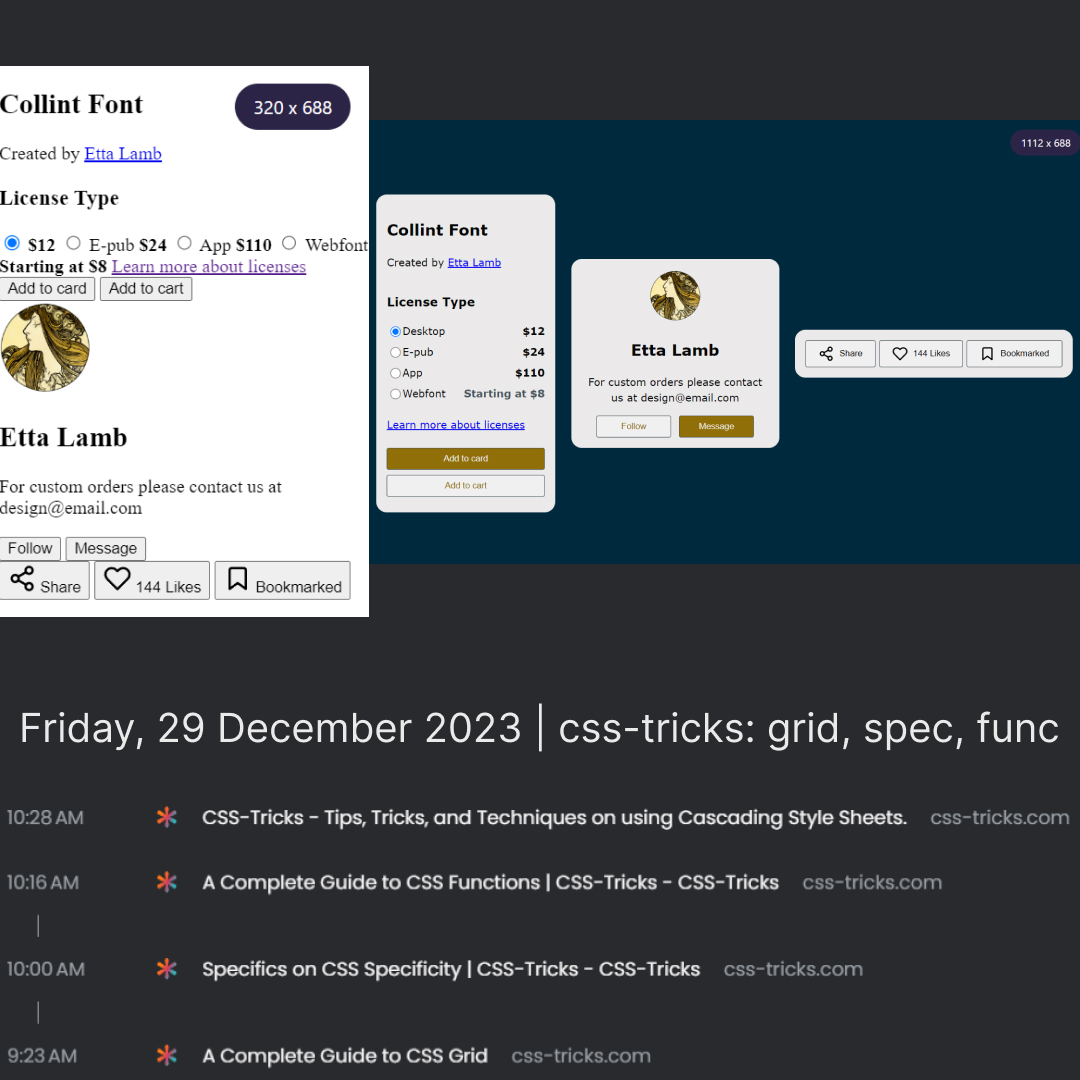 Collint Font
320 x 688
Created by Etta Lamb
License Type
$12 E-pub $24 App $110 Webfont
Starting at $8 Learn more about licenses
Add to card Add to cart
Etta Lamb
For custom orders please contact us at
design@email.com
Follow Message
Share 144 Likes Bookmarked
1112 x 688
Collint Font
Created by Etta Lamb
License Type
Desktop $12
E-pub $24
App $110
Webfont Starting at $8
Learn more about licenses
Add to card
Add to cart
Etta Lamb
For custom orders please contact
us at design@email.com
Follow Message
Share 144 Likes Bookmarked
Friday, 29 December 2023 | css-tricks: grid, spec, func
10:28 AM CSS-Tricks - Tips, Tricks, and Techniques on using Cascading Style Sheets. css-tricks.com
10:16 AM A Complete Guide to CSS Functions | CSS-Tricks - CSS-Tricks css-tricks.com
10:00 AM Specifics on CSS Specificity | CSS-Tricks - CSS-Tricks css-tricks.com
9:23 AM A Complete Guide to CSS Grid css-tricks.com